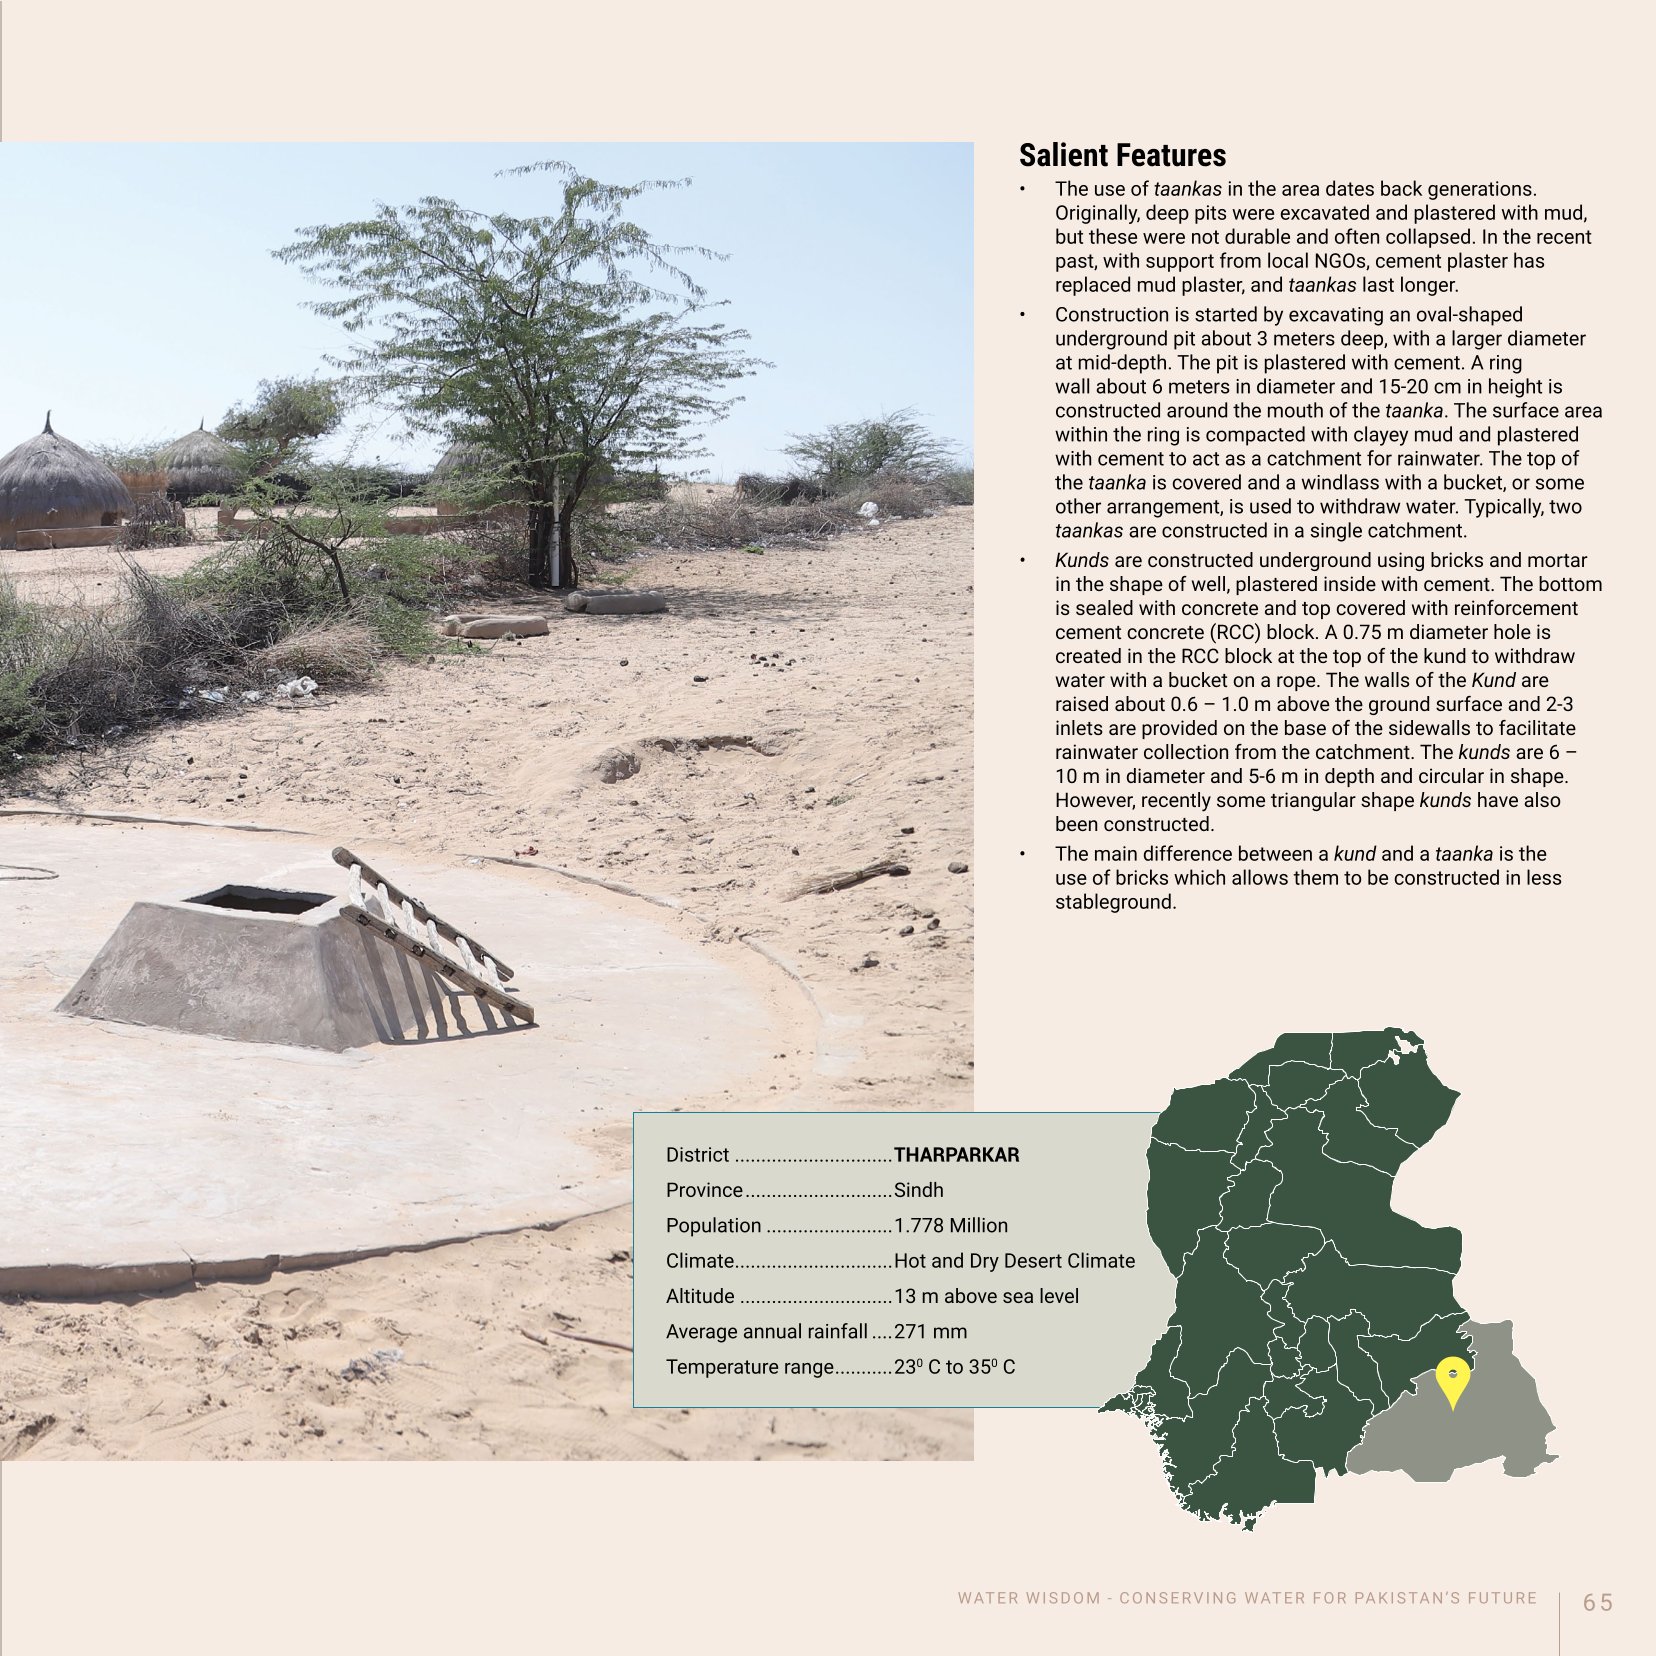 Salient Features
• The use of taankas in the area dates back generations.
Originally, deep pits were excavated and plastered with mud,
but these were not durable and often collapsed. In the recent
past, with support from local NGOs, cement plaster has
replaced mud plaster, and taankas last longer.
• Construction is started by excavating an oval-shaped
underground pit about 3 meters deep, with a larger diameter
at mid-depth. The pit is plastered with cement. A ring
wall about 6 meters in diameter and 15-20 cm in height is
constructed around the mouth of the taanka. The surface area
within the ring is compacted with clayey mud and plastered
with cement to act as a catchment for rainwater. The top of
the taanka is covered and a windlass with a bucket, or some
other arrangement, is used to withdraw water. Typically, two
taankas are constructed in a single catchment.
• Kunds are constructed underground using bricks and mortar
in the shape of well, plastered inside with cement. The bottom
is sealed with concrete and top covered with reinforcement
cement concrete (RCC) block. A 0.75 m diameter hole is
created in the RCC block at the top of the kund to withdraw
water with a bucket on a rope. The walls of the Kund are
raised about 0.6 – 1.0 m above the ground surface and 2-3
inlets are provided on the base of the sidewalls to facilitate
rainwater collection from the catchment. The kunds are 6 –
10 m in diameter and 5-6 m in depth and circular in shape.
However, recently some triangular shape kunds have also
been constructed.
• The main difference between a kund and a taanka is the
use of bricks which allows them to be constructed in less
stableground.
District ..............................THARPARKAR
Province............................Sindh
Population ........................1.778 Million
Climate..............................Hot and Dry Desert Climate
Altitude .............................13 m above sea level
Average annual rainfall ....271 mm
Temperature range...........23⁰ C to 35⁰ C
WATER WISDOM - CONSERVING WATER FOR PAKISTAN'S FUTURE 65